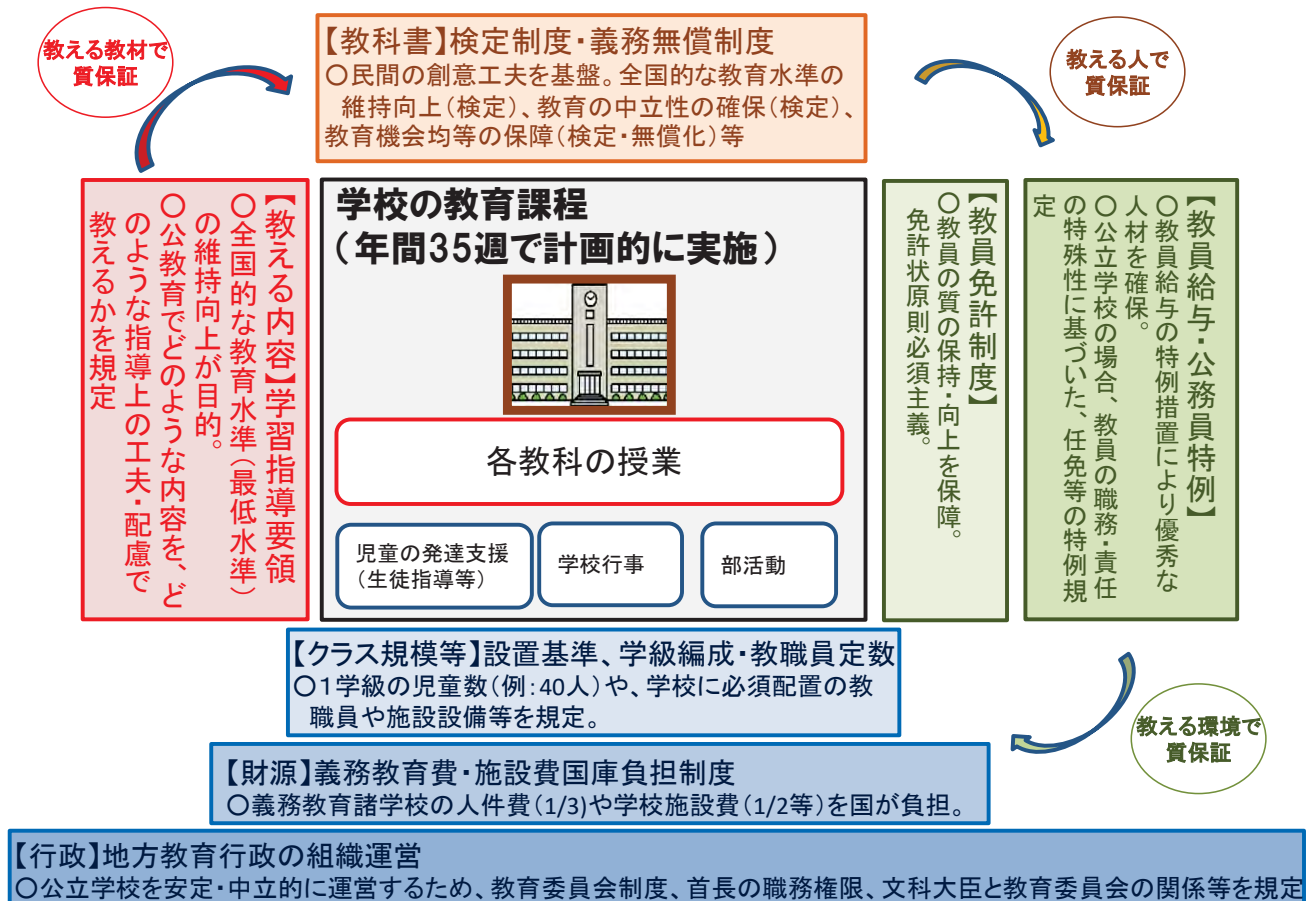 教える教材で
質保証
【教科書】検定制度・義務無償制度
〇民間の創意工夫を基盤。全国的な教育水準の
維持向上（検定）、教育の中立性の確保（検定）、
教育機会均等の保障（検定・無償化）等
教える人で
質保証
【教える内容】学習指導要領
〇全国的な教育水準（最低水準）
の維持向上が目的。
〇公教育でどのような内容を、ど
のような指導上の工夫・配慮で
教えるかを規定
学校の教育課程
（年間35週で計画的に実施）
各教科の授業
児童の発達支援
（生徒指導等）
学校行事
部活動
【教員免許制度】
〇教員の質の保持・向上を保障。
免許状原則必須主義。
【教員給与・公務員特例】
〇教員給与の特例措置により優秀な
人材を確保。
〇公立学校の場合、教員の職務・責任
の特殊性に基づいた、任免等の特例規
定
【クラス規模等】設置基準、学級編成・教職員定数
〇１学級の児童数（例：40人）や、学校に必須配置の教
職員や施設設備等を規定。
教える環境で
質保証
【財源】義務教育費・施設費国庫負担制度
〇義務教育諸学校の人件費（1/3）や学校施設費（1/2等）を国が負担。
【行政】地方教育行政の組織運営
〇公立学校を安定・中立的に運営するため、教育委員会制度、首長の職務権限、文科大臣と教育委員会の関係等を規定